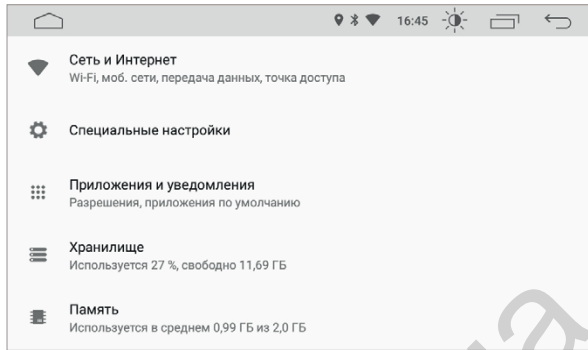 16:45
Сеть и Интернет
Wi-Fi, моб. сети, передача данных, точка доступа
Специальные настройки
Приложения и уведомления
Разрешения, приложения по умолчанию
Хранилище
Используется 27 %, свободно 11,69 ГБ
Память
Используется в среднем 0,99 ГБ из 2,0 ГБ